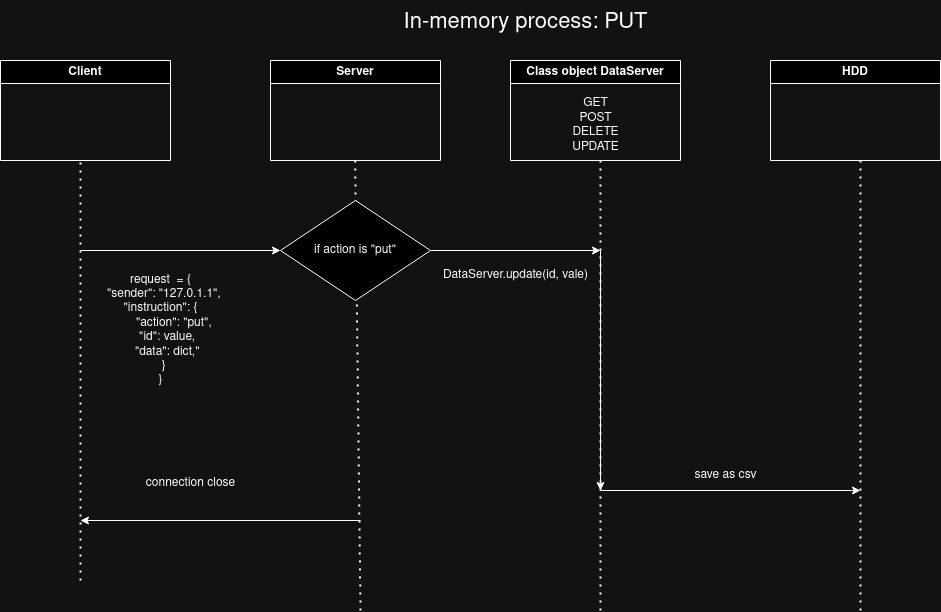 In-memory process: PUT
Client
Server
Class object DataServer
HDD
GET
POST
DELETE
UPDATE
if action is "put"
request  = {
"sender": "127.0.1.1",
"instruction": {
"action": "put",
"id": value,
"data": dict,"
}
}
DataServer.update(id, vale)
connection close
save as csv